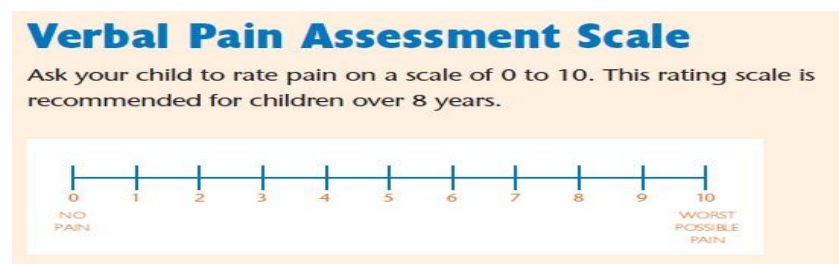 Verbal Pain Assessment Scale
Ask your child to rate pain on a scale of 0 to 10. This rating scale is
recommended for children over 8 years.
0 1 2 3 4 5 6 7 8 9 10
NO
PAIN
WORST
POSSIBLE
PAIN